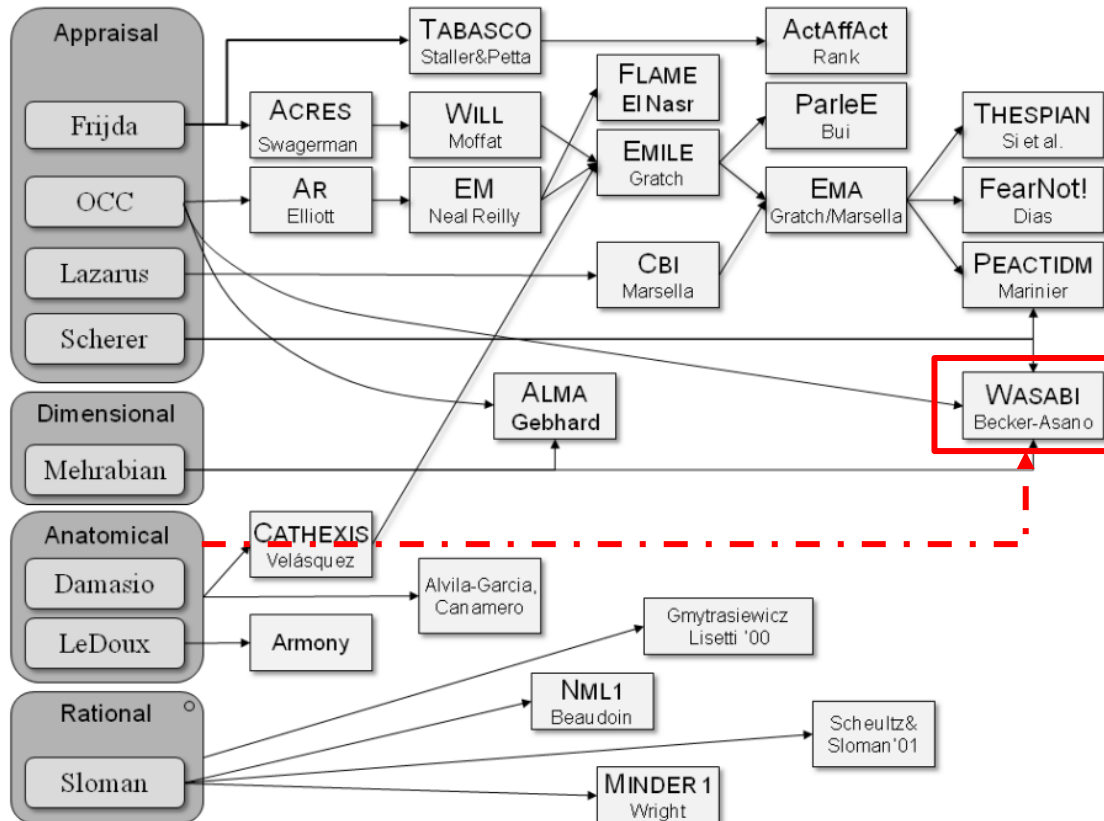 Appraisal
Frijda
OCC
Lazarus
Scherer
Dimensional
Mehrabian
Anatomical
Damasio
LeDoux
Rational
Sloman
TABASCO
Staller&Petta
ActAffAct
Rank
FLAME
El Nasr
ACRES
Swagerman
WILL
Moffat
ParleE
Bui
THESPIAN
Si et al.
EMILE
Gratch
AR
Elliott
EM
Neal Reilly
EMA
Gratch/Marsella
FearNot!
Dias
CBI
Marsella
PEACTIDM
Marinier
ALMA
Gebhard
WASABI
Becker-Asano
CATHEXIS
Velásquez
Alvila-Garcia,
Canamero
Armony
Gmytrasiewicz
Lisetti '00
NML1
Beaudoin
Scheultz&
Sloman'01
MINDER1
Wright